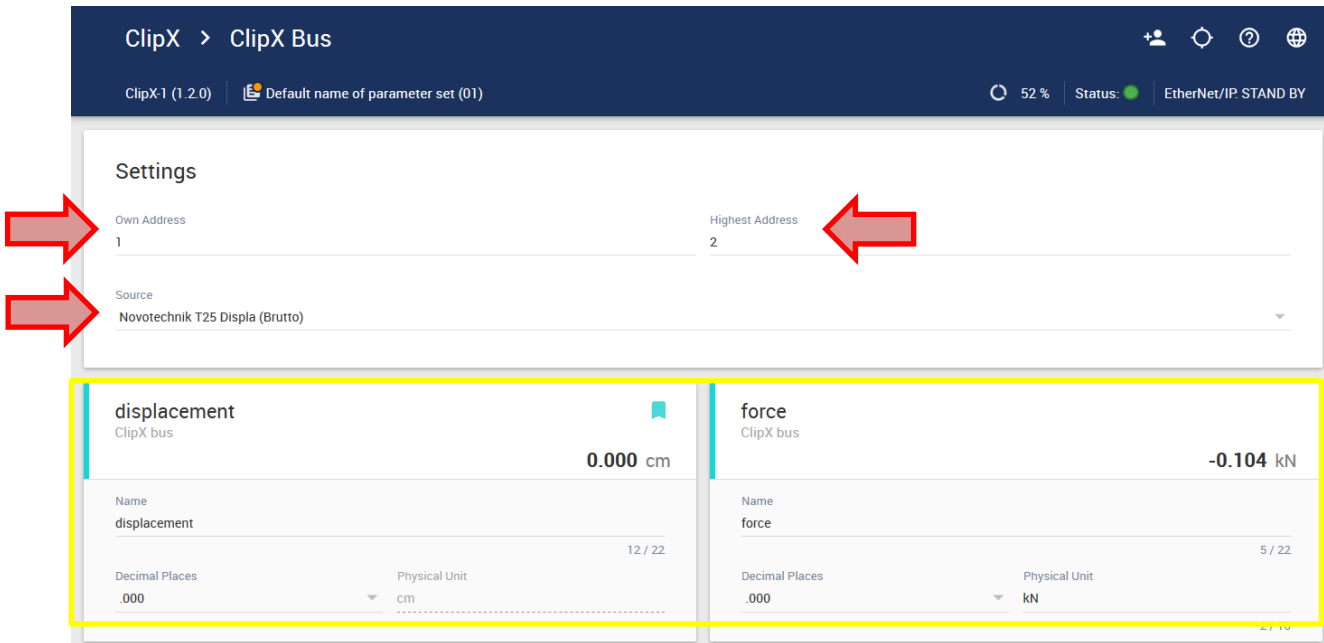 ClipX > ClipX Bus
ClipX-1 (1.2.0) Default name of parameter set (01) 52 % Status: EtherNet/IP: STAND BY
Settings
Own Address Highest Address
1 2
Source
Novotechnik T25 Displa (Brutto)
displacement force
ClipX bus ClipX bus
0.000 cm -0.104 kN
Name Name
displacement force
12 / 22 5 / 22
Decimal Places Physical Unit Decimal Places Physical Unit
.000 cm .000 kN